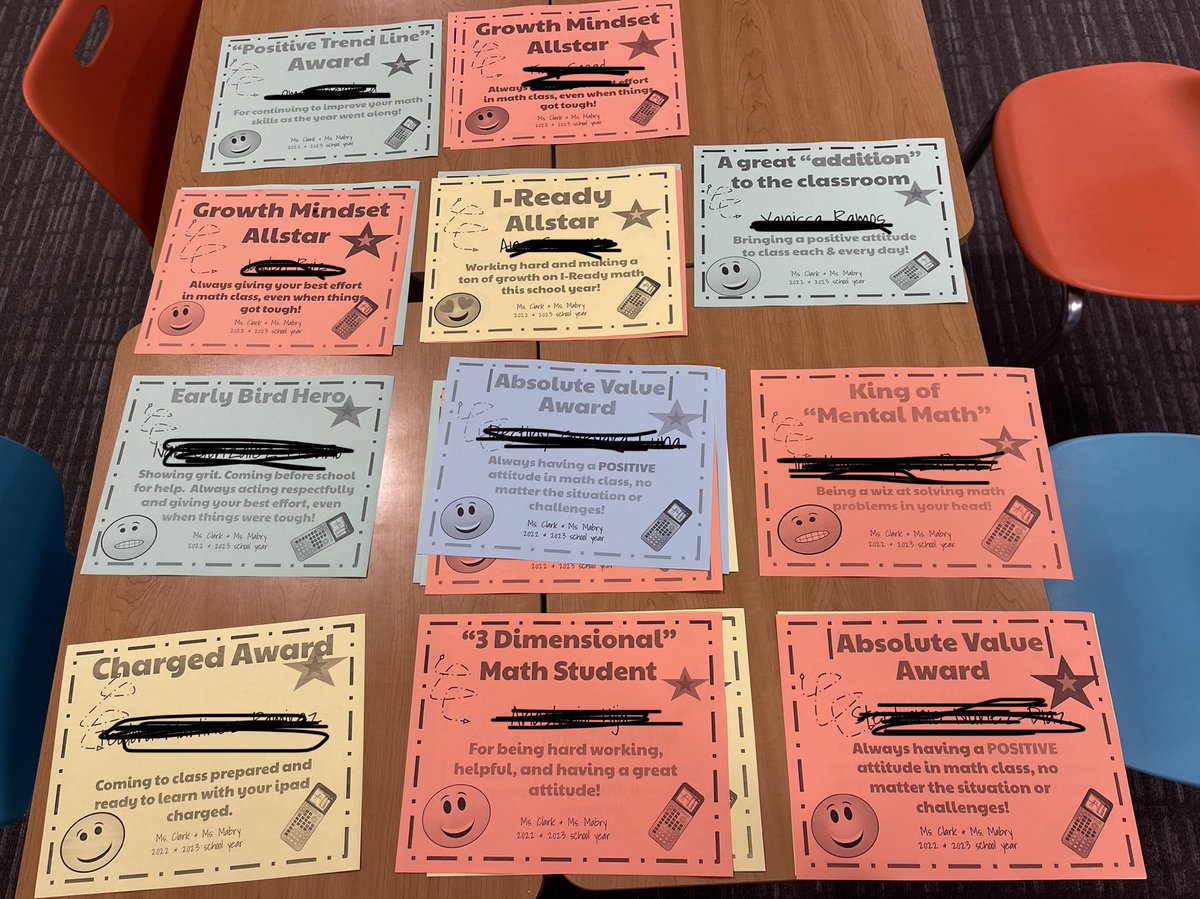 "Positive Trend Line"
Award
For continuing to improve your math
skills as the year went along!
Ms. Clark + Ms. Mabry
2022 + 2023 school year
Growth Mindset
Allstar
Always effort
in math class, even when things
got tough!
A great "addition"
to the classroom
Bringing a positive attitude
to class each & every day!
Ms. Clark + Ms. Mabry
2022 + 2023 school year
Growth Mindset
Allstar
Always giving your best effort
in math class, even when things
got tough!
Ms. Clark + Ms. Mabry
2022 + 2023 school year
I-Ready
Allstar
Working hard and making a
ton of growth on I-Ready math
this school year!
Ms. Clark + Ms. Mabry
2022 + 2023 school year
Early Bird Hero
Showing grit. Coming before school
for help. Always acting respectfully
and giving your best effort, even
when things were tough!
Ms. Clark + Ms. Mabry
2022 + 2023 school year
|Absolute Value|
Award
Always having a POSITIVE
attitude in math class, no
matter the situation or
challenges!
Ms. Clark + Ms. Mabry
2022 + 2023 school year
King of
"Mental Math"
Being a wiz at solving math
problems in your head!
Ms. Clark + Ms. Mabry
2022 + 2023 school year
Charged Award
Coming to class prepared and
ready to learn with your ipad
charged.
Ms. Clark + Ms. Mabry
2022 + 2023 school year
"3 Dimensional"
Math Student
For being hard working,
helpful, and having a great
attitude!
Ms. Clark + Ms. Mabry
2022 + 2023 school year
|Absolute Value|
Award
Always having a POSITIVE
attitude in math class, no
matter the situation or
challenges!
Ms. Clark + Ms. Mabry
2022 + 2023 school year